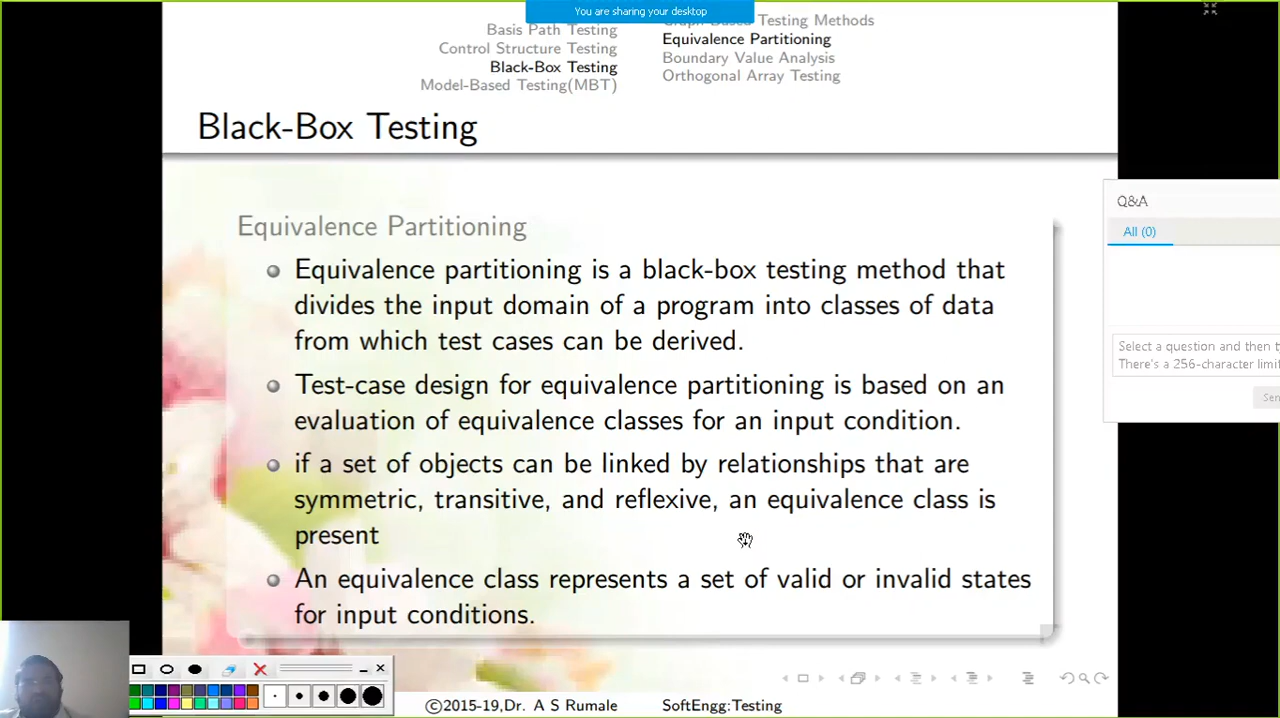 You are sharing your desktop
Basis Path Testing
Control Structure Testing
Black-Box Testing
Model-Based Testing(MBT)
Graph-Based Testing Methods
Equivalence Partitioning
Boundary Value Analysis
Orthogonal Array Testing
Black-Box Testing
Equivalence Partitioning
Equivalence partitioning is a black-box testing method that
divides the input domain of a program into classes of data
from which test cases can be derived.
Test-case design for equivalence partitioning is based on an
evaluation of equivalence classes for an input condition.
if a set of objects can be linked by relationships that are
symmetric, transitive, and reflexive, an equivalence class is
present
An equivalence class represents a set of valid or invalid states
for input conditions.
Q&A
All (0)
Select a question and then
There's a 256-character
©2015-19,Dr. A S Rumale
SoftEngg:Testing